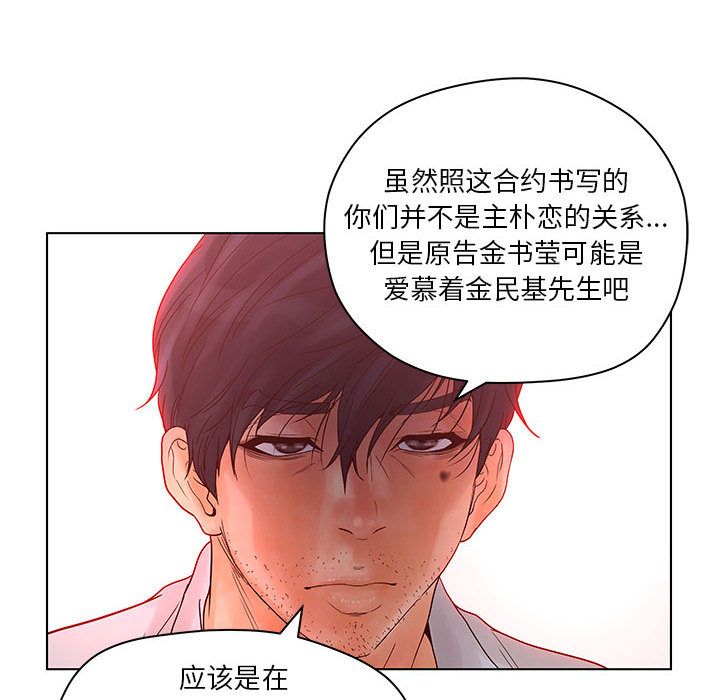 虽然照这合约书写的
你们并不是主朴恋的关系...
但是原告金书莹可能是
爱慕着金民基先生吧
应该是在